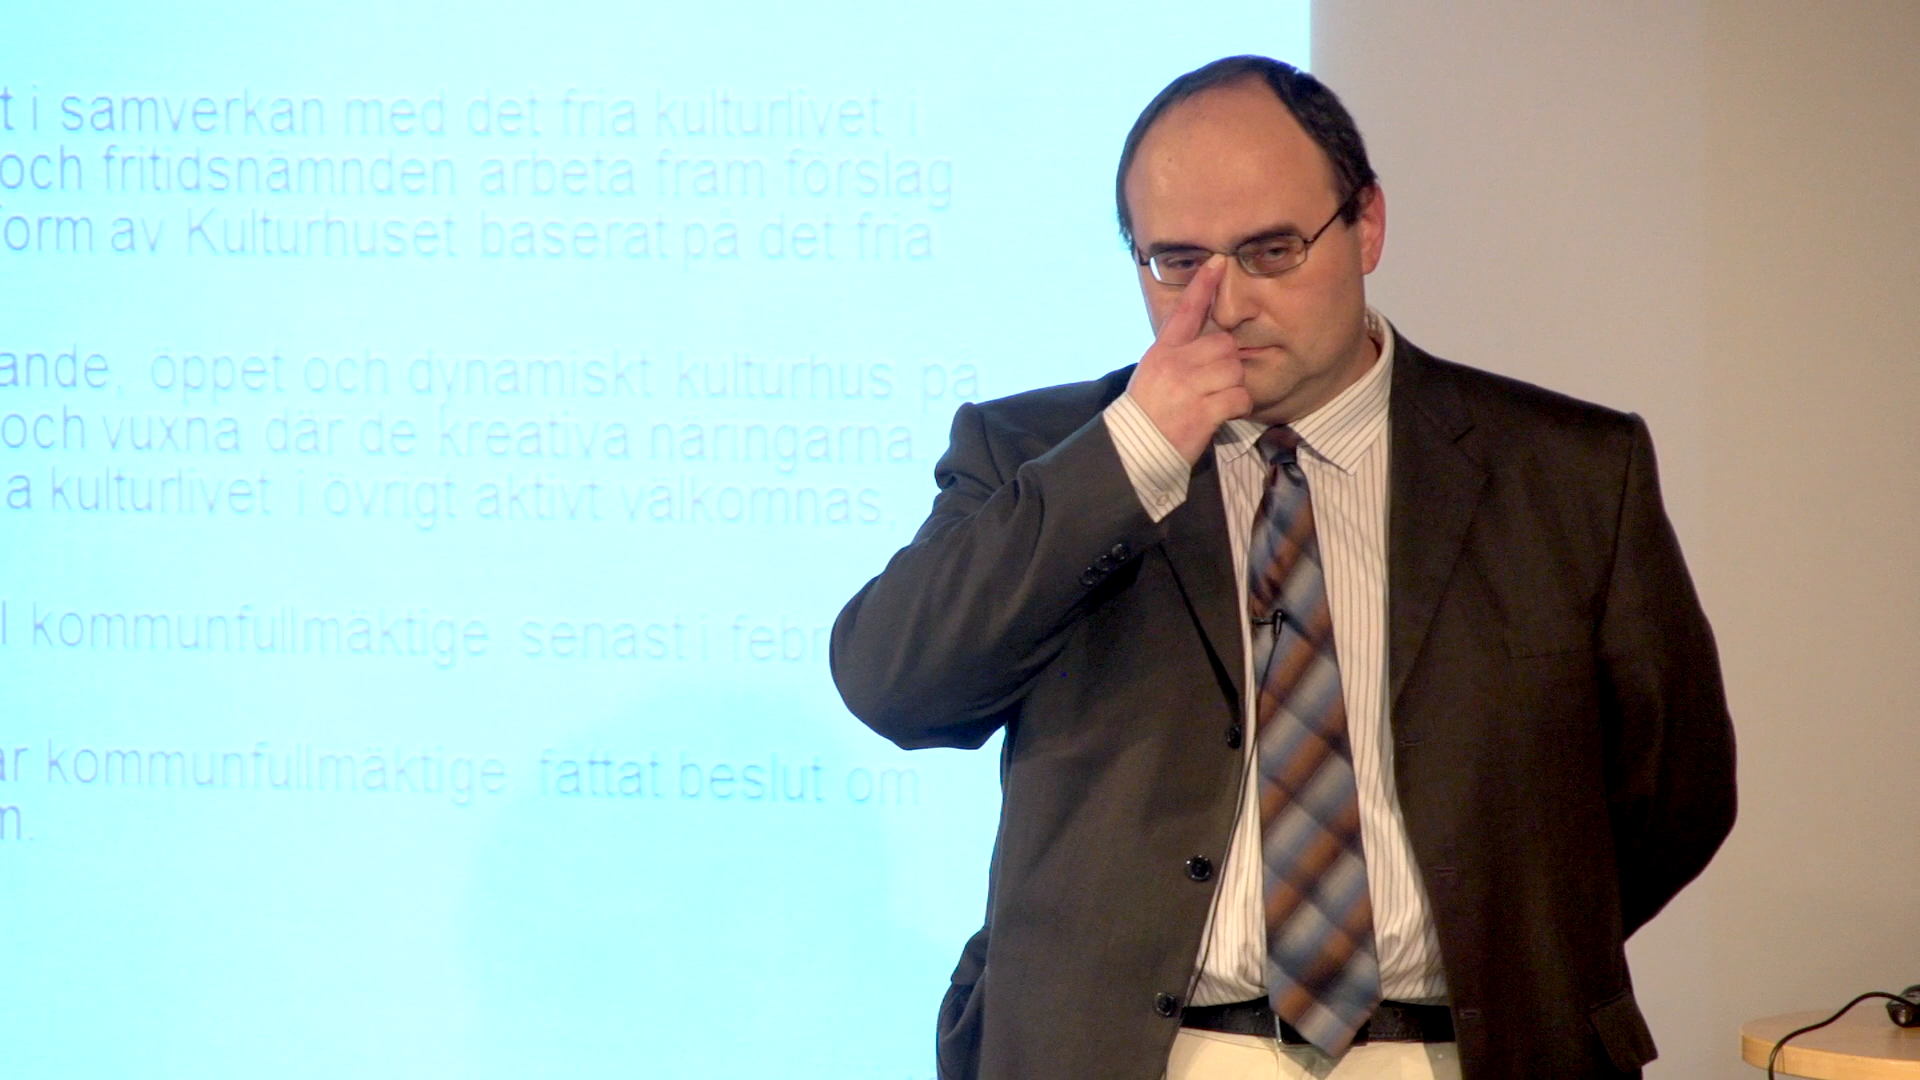 t i samverkan med det fria kulturlivet i
och fritidsnämnden arbeta fram förslag
form av Kulturhuset baserat på det fria
ande, öppet och dynamiskt kulturhus på
och vuxna där de kreativa näringarna,
a kulturlivet i övrigt aktivt välkomnas,
l kommunfullmäktige senast i febr
ar kommunfullmäktige fattat beslut om
n.